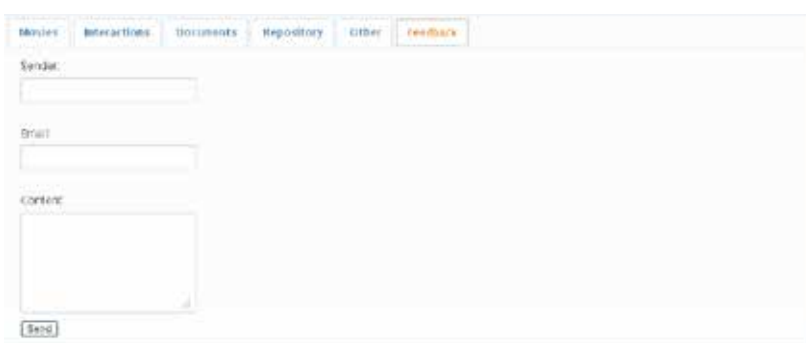 Movies Interactions Documents Repository Other Feedback
Sender:
Email
Content
Send